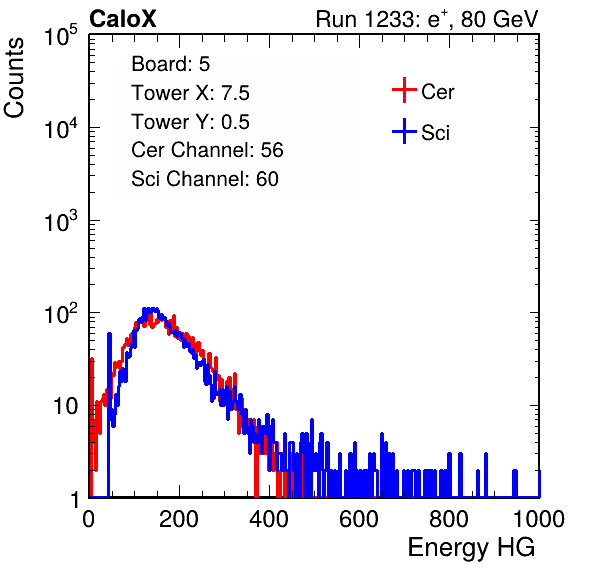 CaloX Run 1233: e⁺, 80 GeV
Counts
Board: 5
Tower X: 7.5
Tower Y: 0.5
Cer Channel: 56
Sci Channel: 60
Cer
Sci
10⁵
10⁴
10³
10²
10
1
0 200 400 600 800 1000
Energy HG